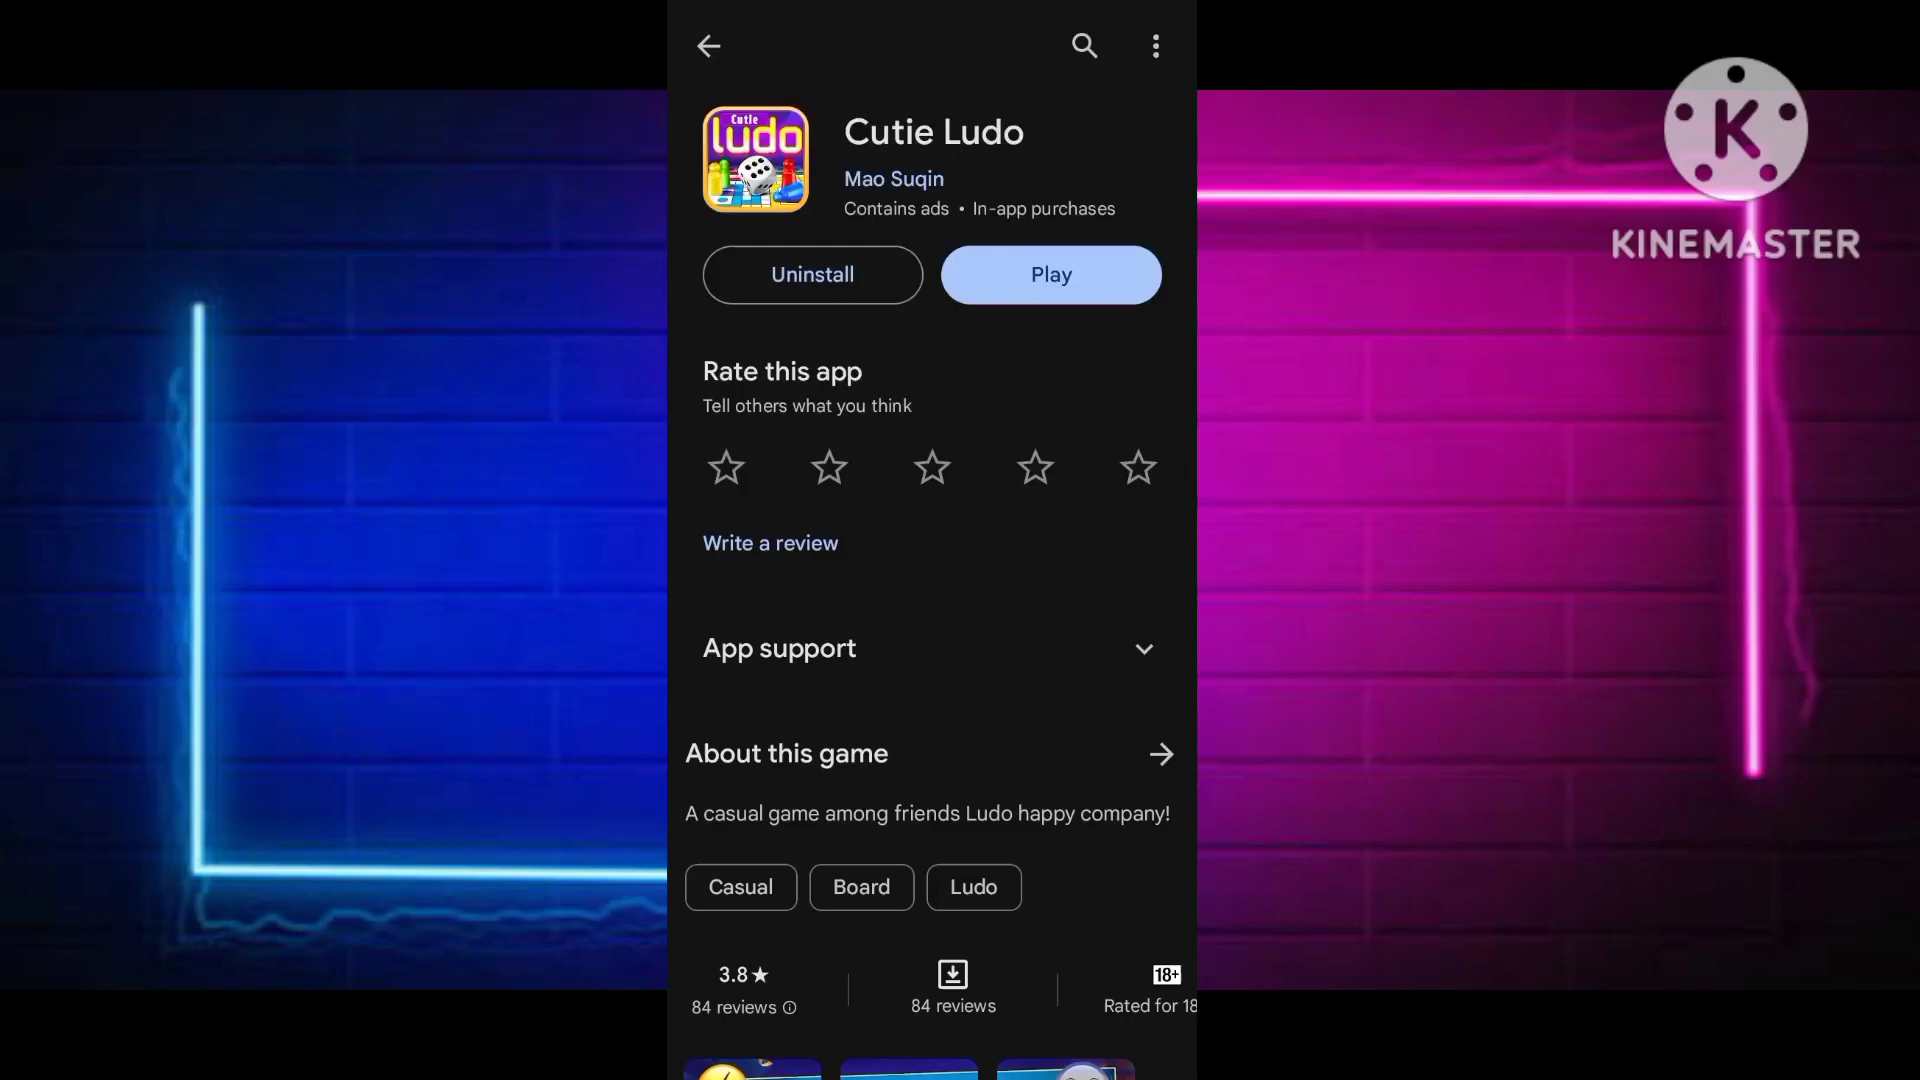 Cutie
ludo
Cutie Ludo
Mao Suqin
Contains ads • In-app purchases
Uninstall
Play
Rate this app
Tell others what you think
Write a review
App support
About this game
A casual game among friends Ludo happy company!
Casual
Board
Ludo
3.8★
84 reviews
84 reviews
18+
Rated for 18
K
KINEMASTER